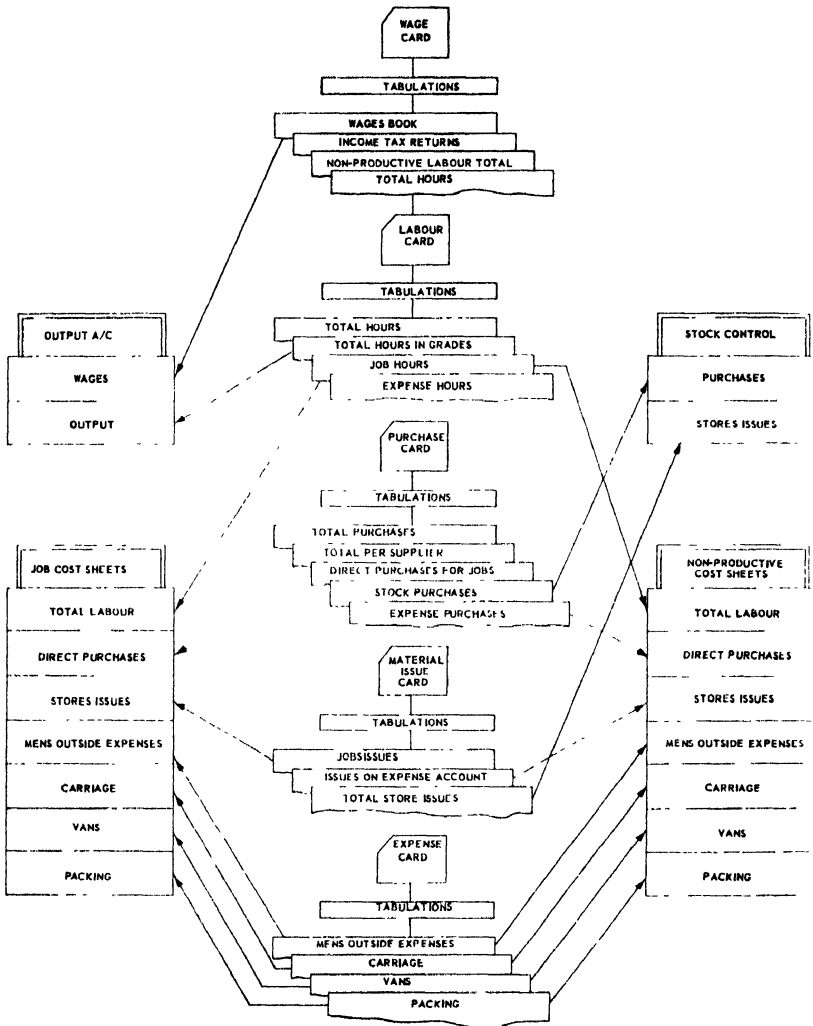 WAGE
CARD
TABULATIONS
WAGES BOOK
INCOME TAX RETURNS
NON-PRODUCTIVE LABOUR TOTAL
TOTAL HOURS
LABOUR
CARD
TABULATIONS
TOTAL HOURS
TOTAL HOURS IN GRADES
JOB HOURS
EXPENSE HOURS
OUTPUT A/C
WAGES
OUTPUT
STOCK CONTROL
PURCHASES
STORES ISSUES
PURCHASE
CARD
TABULATIONS
TOTAL PURCHASES
TOTAL PER SUPPLIER
DIRECT PURCHASES FOR JOBS
STOCK PURCHASES
EXPENSE PURCHASES
JOB COST SHEETS
TOTAL LABOUR
DIRECT PURCHASES
STORES ISSUES
MENS OUTSIDE EXPENSES
CARRIAGE
VANS
PACKING
NON-PRODUCTIVE
COST SHEETS
TOTAL LABOUR
DIRECT PURCHASES
STORES ISSUES
MENS OUTSIDE EXPENSES
CARRIAGE
VANS
PACKING
MATERIAL
ISSUE
CARD
TABULATIONS
JOBSISSUES
ISSUES ON EXPENSE ACCOUNT
TOTAL STORE ISSUES
EXPENSE
CARD
TABULATIONS
MENS OUTSIDE EXPENSES
CARRIAGE
VANS
PACKING